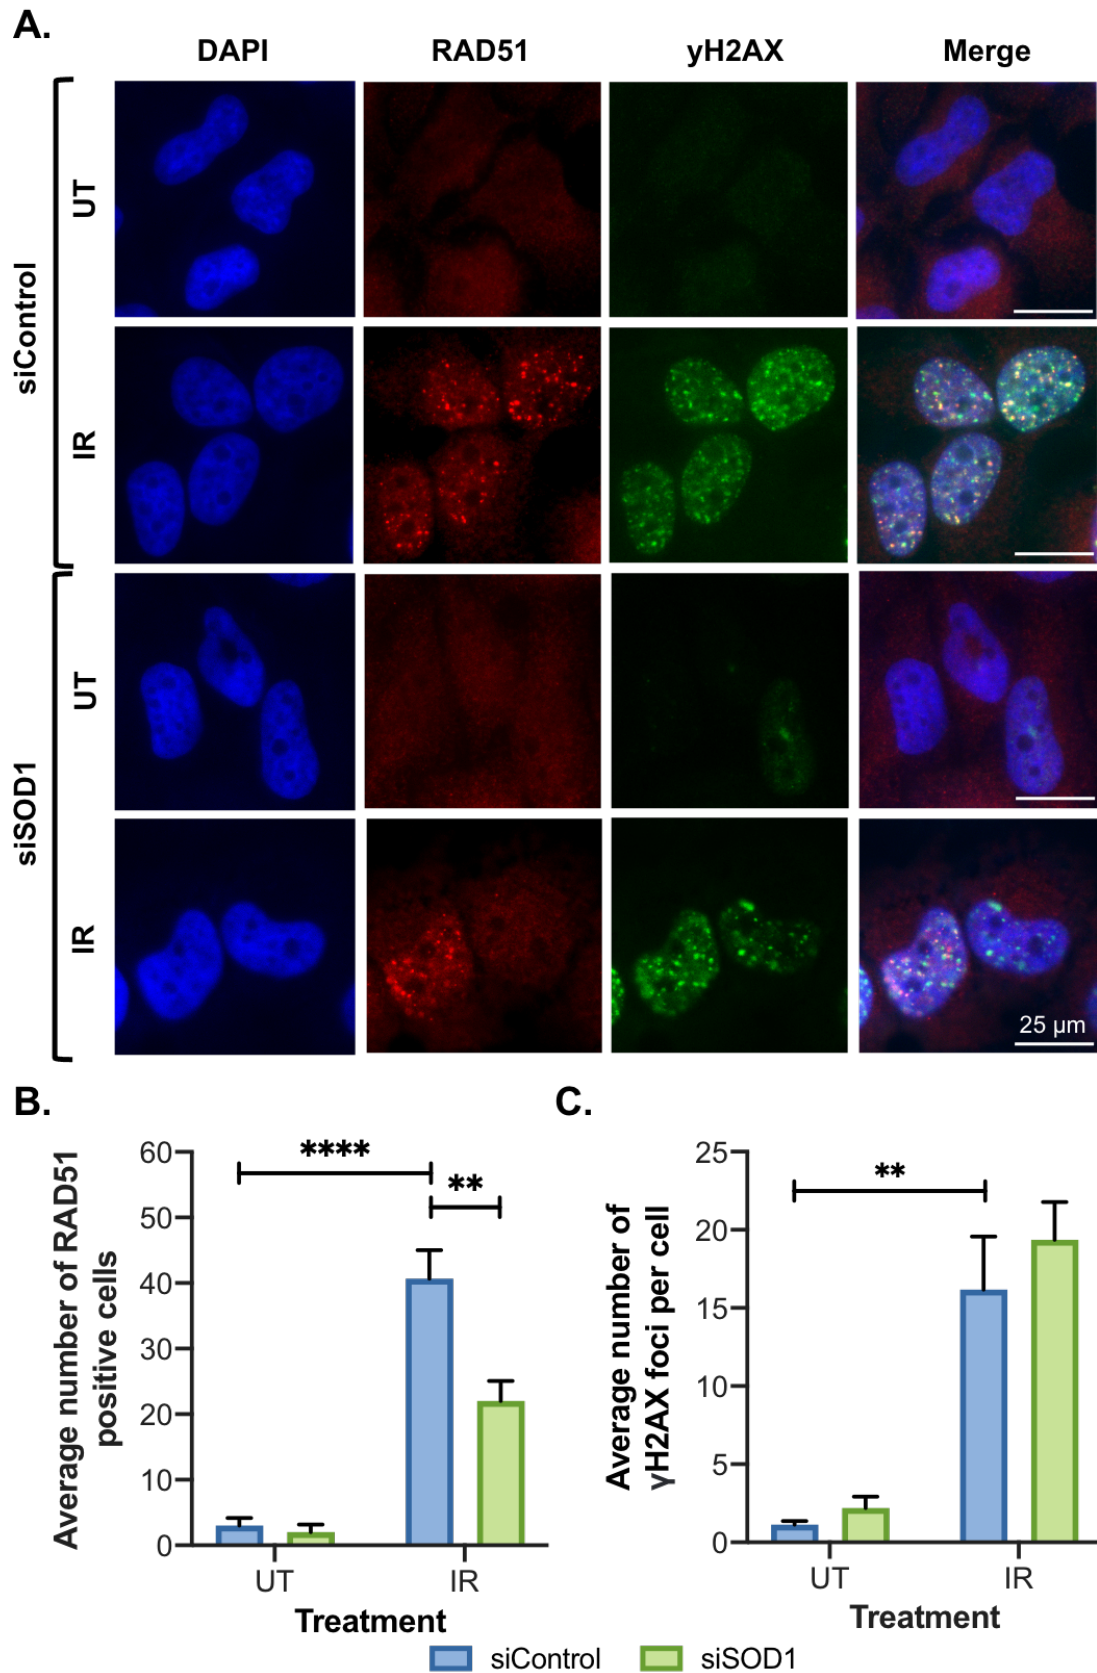 A.
DAPI RAD51 yH2AX Merge
siControl
UT
IR
siSOD1
UT
IR
25 µm
B.
Average number of RAD51
positive cells
60
50
40
30
20
10
0
****
**
UT IR
Treatment
C.
Average number of
γH2AX foci per cell
25
20
15
10
5
0
**
UT IR
Treatment
siControl siSOD1